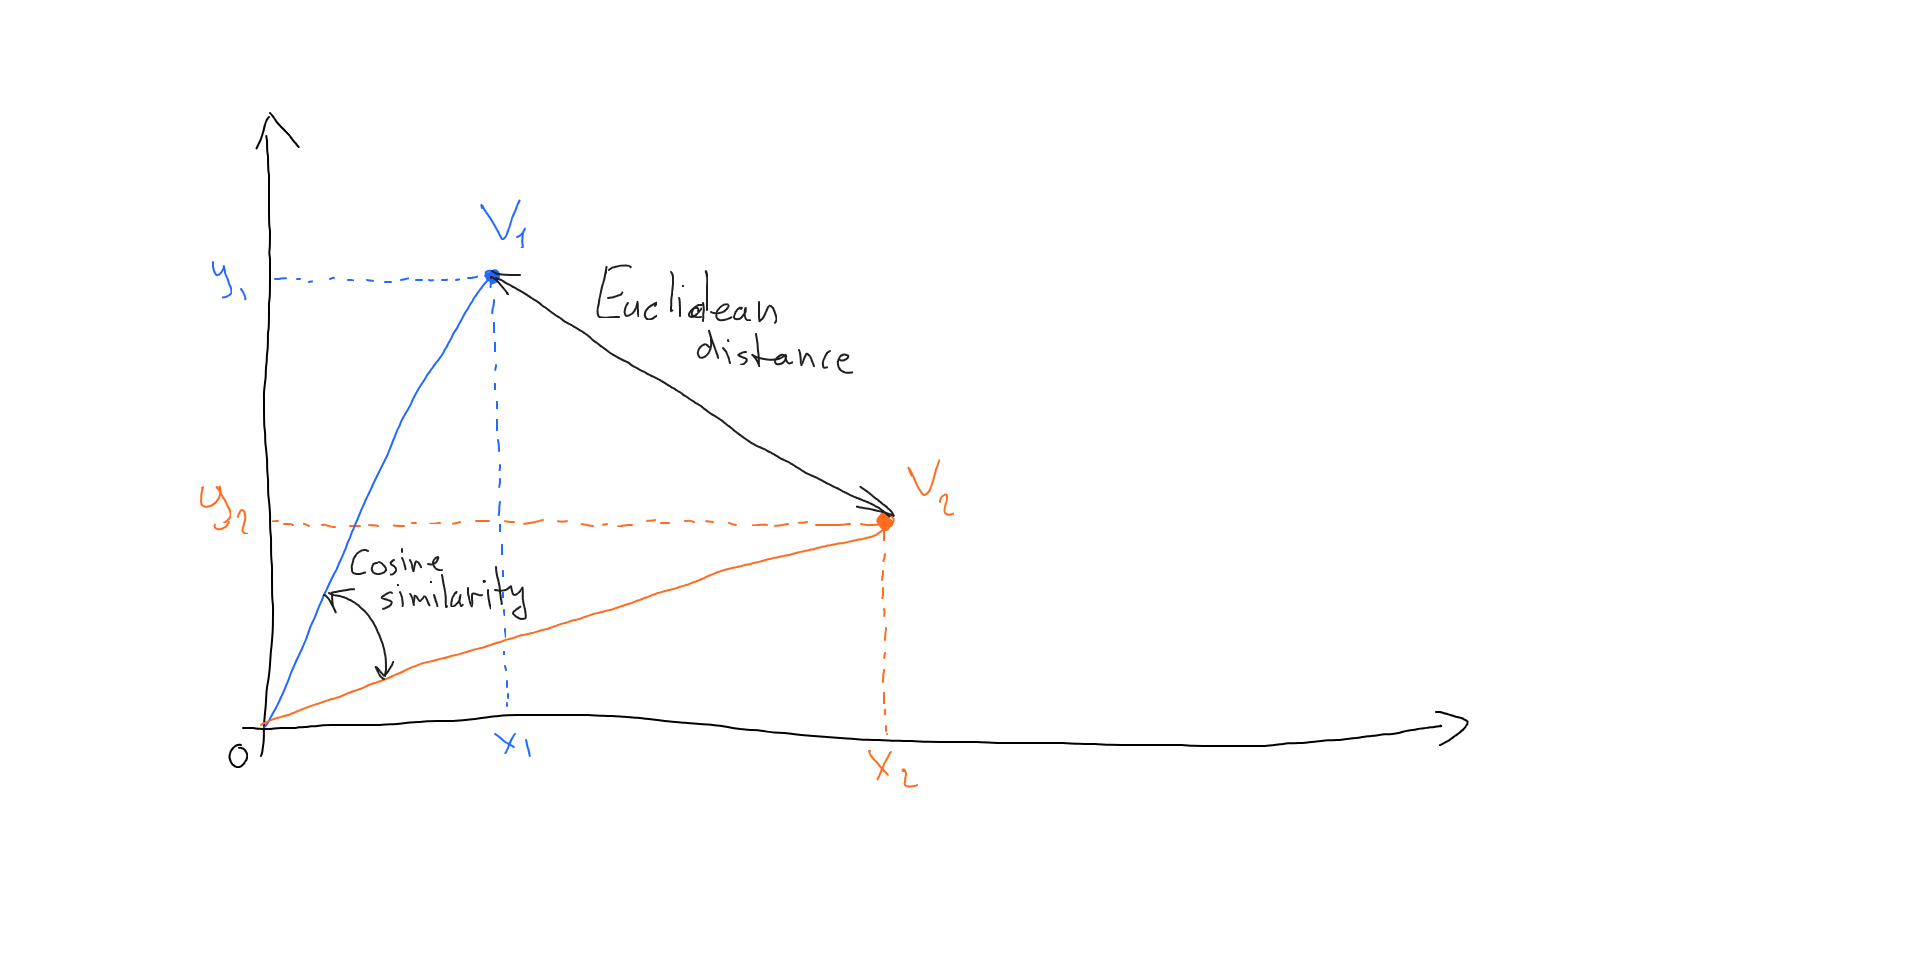 V1
y1
Euclidean
distance
V2
y2
Cosine
similarity
O
x1
x2